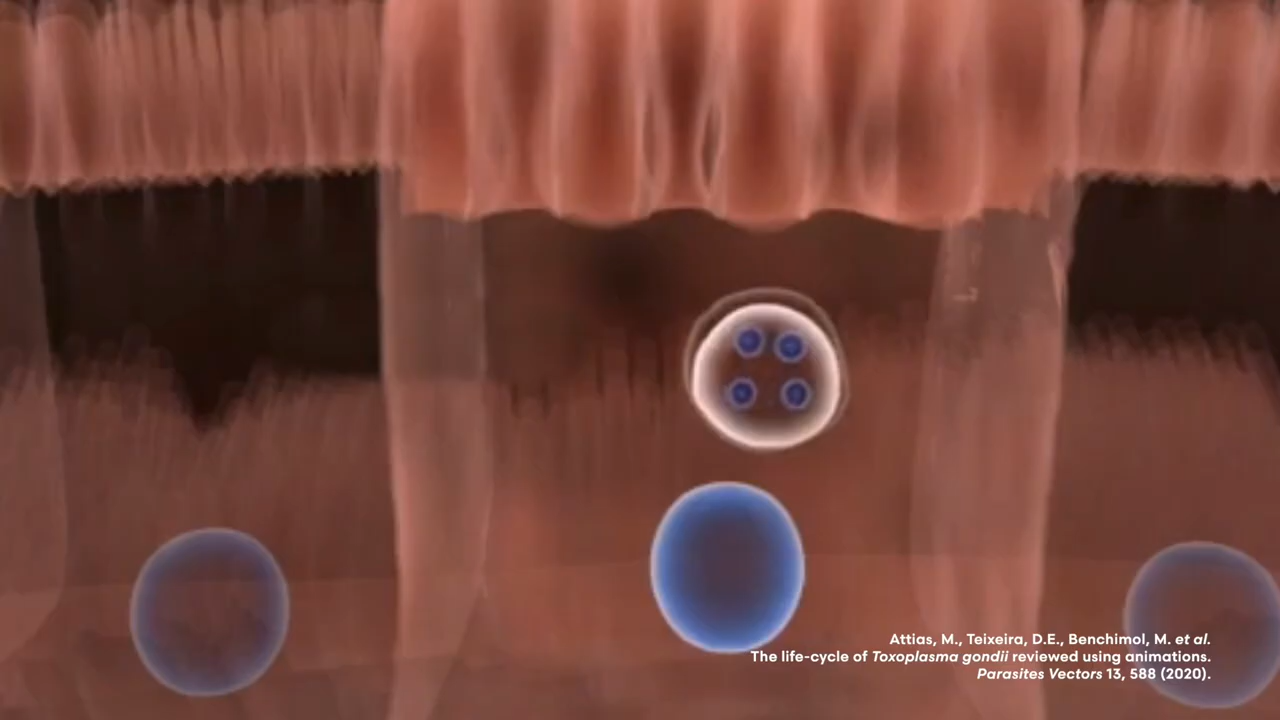 Attias, M., Teixeira, D.E., Benchimol, M. et al.
The life-cycle of Toxoplasma gondii reviewed using animations.
Parasites Vectors 13, 588 (2020).